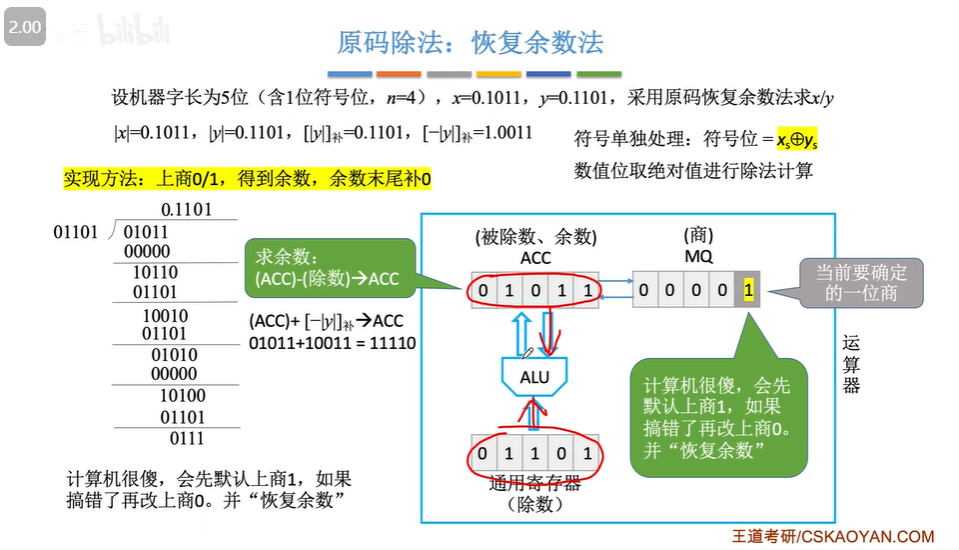 2.00
bilibili
原码除法：恢复余数法
设机器字长为5位（含1位符号位，n=4），x=0.1011，y=0.1101，采用原码恢复余数法求x/y
|x|=0.1011，|y|=0.1101，[|y|]补=0.1101，[−|y|]补=1.0011
符号单独处理：符号位 = xs⊕ys
数值位取绝对值进行除法计算
实现方法：上商0/1，得到余数，余数末尾补0
0.1101
01101 01011
00000
10110
01101
10010
01101
01010
00000
10100
01101
0111
求余数：
(ACC)-(除数)→ACC
(ACC)+ [−|y|]补→ACC
01011+10011 = 11110
计算机很傻，会先默认上商1，如果
搞错了再改上商0。并“恢复余数”
(被除数、余数)
ACC
0 1 0 1 1
(商)
MQ
0 0 0 0 1
当前要确定
的一位商
ALU
0 1 1 0 1
通用寄存器
（除数）
运算器
计算机很傻，会先
默认上商1，如果
搞错了再改上商0。
并“恢复余数”
王道考研/CSKAOYAN.COM